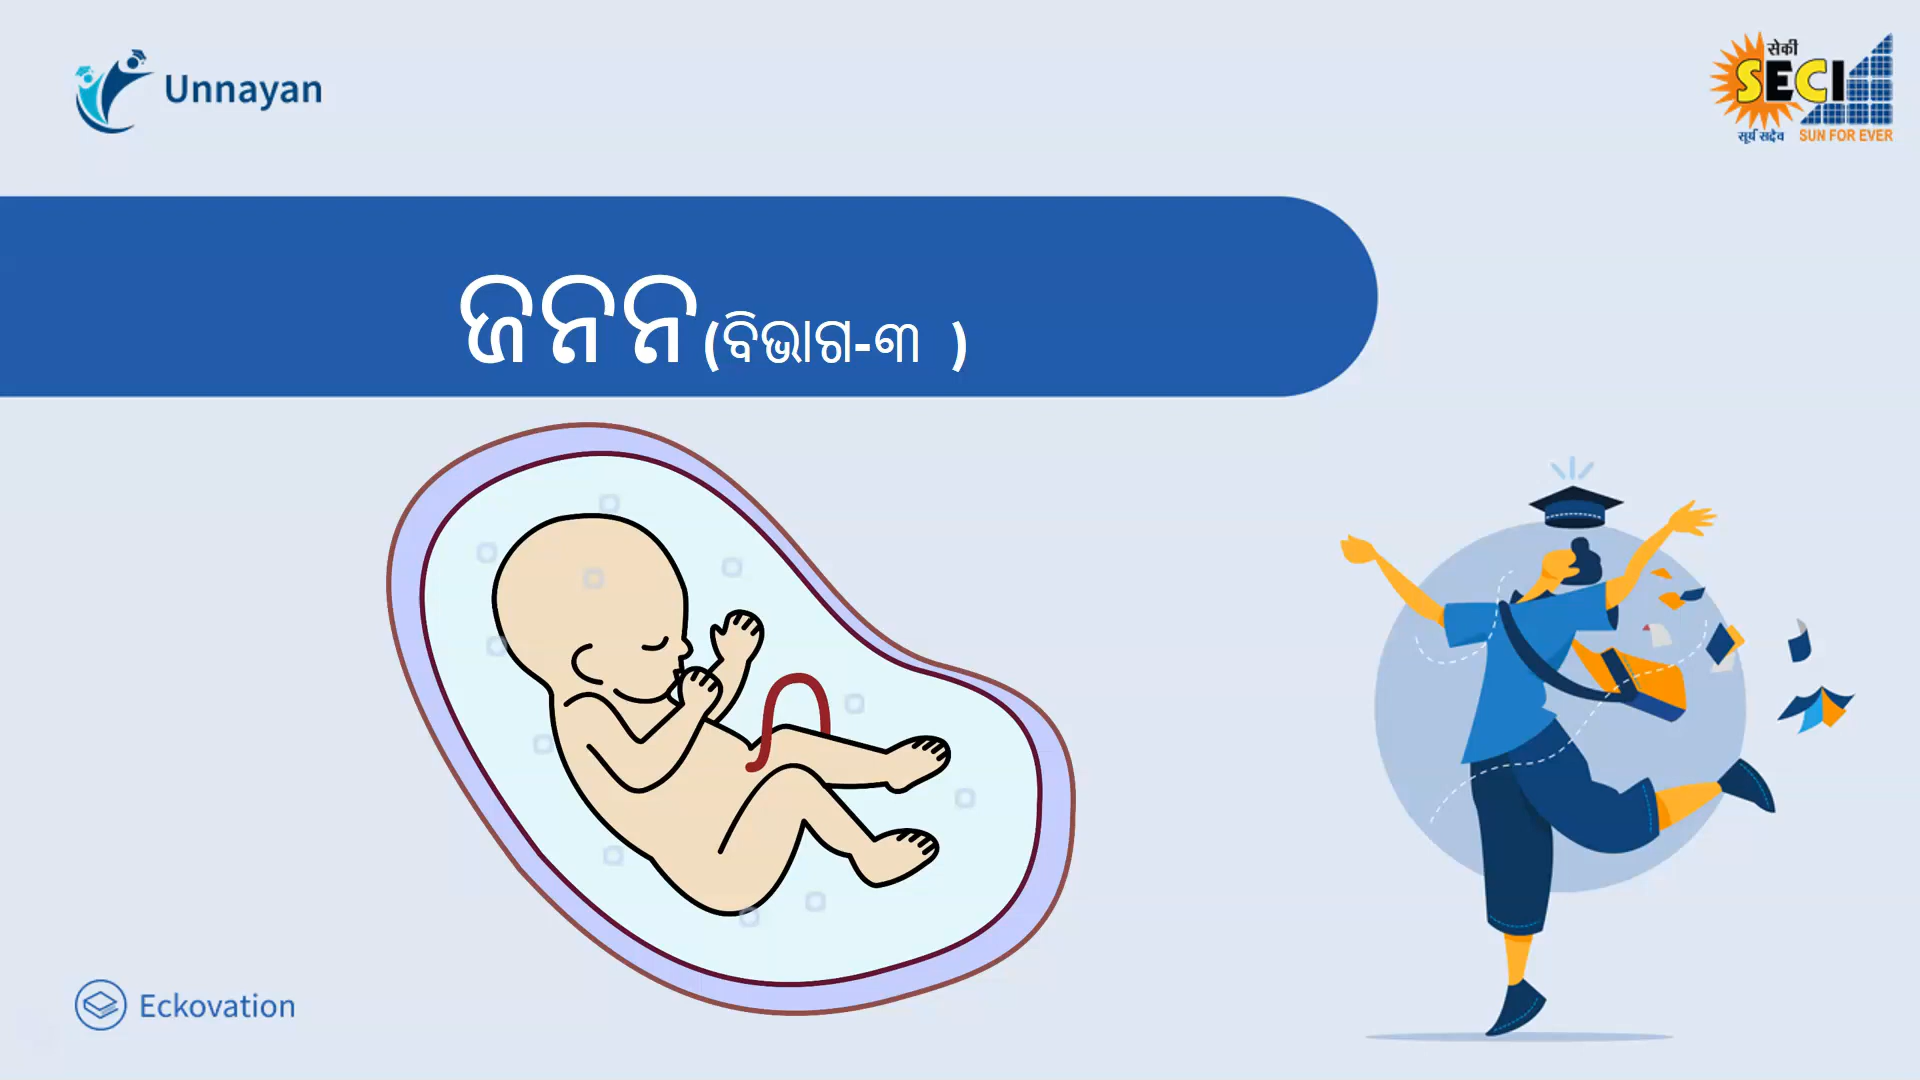 Unnayan
सेकी
SECI
सूर्य सदैव SUN FOR EVER
ଜନନ (ବିଭାଗ-୩ )
Eckovation